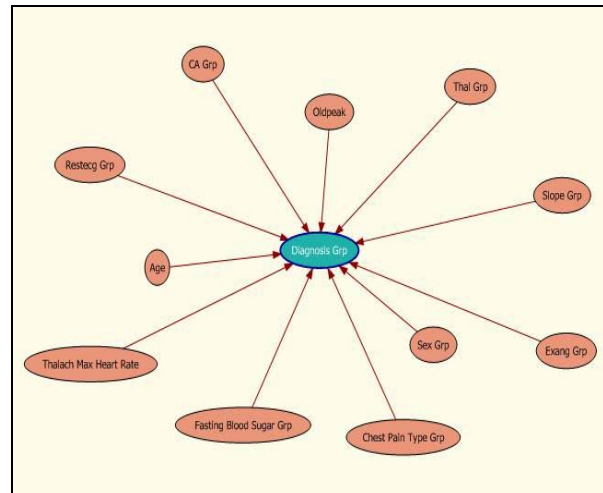 CA Grp
Thal Grp
Oldpeak
Restecg Grp
Slope Grp
Diagnosis Grp
Age
Sex Grp
Exang Grp
Thalach Max Heart Rate
Fasting Blood Sugar Grp
Chest Pain Type Grp